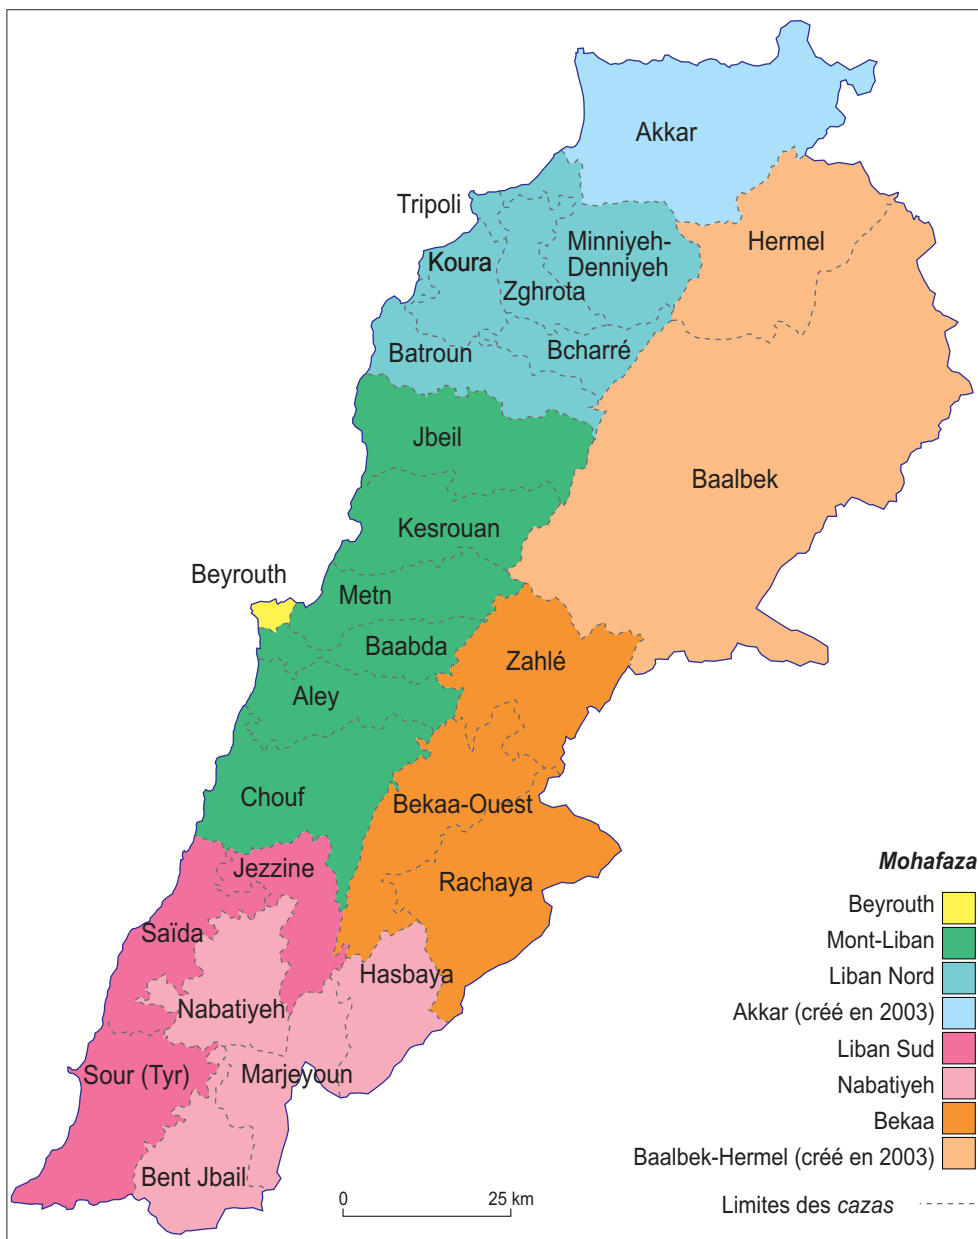 Akkar
Tripoli
Hermel
Minniyeh-
Denniyeh
Koura
Zghrota
Batroun
Bcharré
Jbeil
Baalbek
Kesrouan
Beyrouth
Metn
Baabda
Zahlé
Aley
Chouf
Bekaa-Ouest
Jezzine
Rachaya
Saïda
Hasbaya
Nabatiyeh
Sour (Tyr)
Marjeyoun
Bent Jbail
Mohafaza
Beyrouth
Mont-Liban
Liban Nord
Akkar (créé en 2003)
Liban Sud
Nabatiyeh
Bekaa
Baalbek-Hermel (créé en 2003)
Limites des cazas
0 25 km